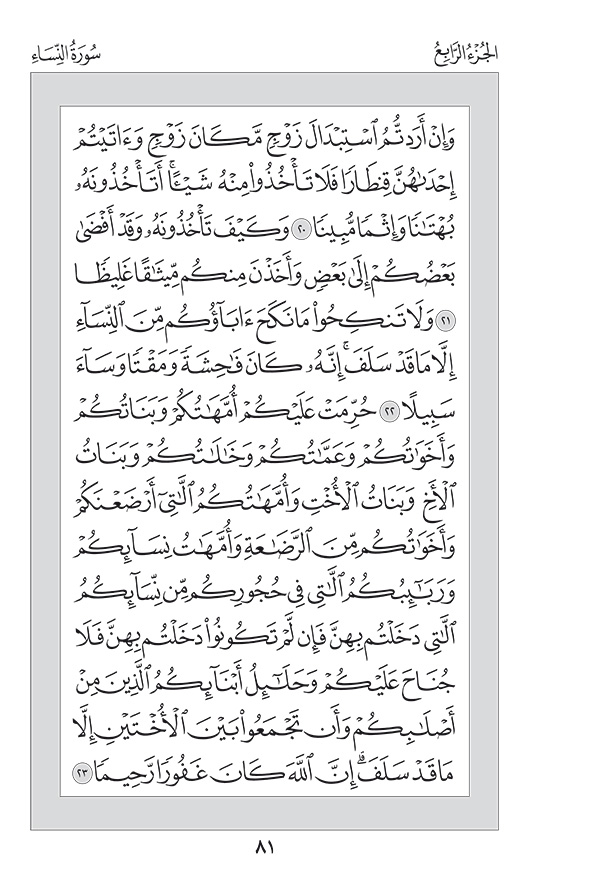 الجُزْءُ الرَّابِعُ
سُورَةُ النِّسَاءِ
وَإِنْ أَرَدتُّمُ ٱسْتِبْدَالَ زَوْجٍ مَّكَانَ زَوْجٍ وَءَاتَيْتُمْ
إِحْدَىٰهُنَّ قِنطَارًا فَلَا تَأْخُذُوا۟ مِنْهُ شَيْـًٔا ۚ أَتَأْخُذُونَهُۥ
بُهْتَٰنًا وَإِثْمًا مُّبِينًا ٢٠ وَكَيْفَ تَأْخُذُونَهُۥ وَقَدْ أَفْضَىٰ
بَعْضُكُمْ إِلَىٰ بَعْضٍ وَأَخَذْنَ مِنكُم مِّيثَٰقًا غَلِيظًا
٢١ وَلَا تَنكِحُوا۟ مَا نَكَحَ ءَابَآؤُكُم مِّنَ ٱلنِّسَآءِ
إِلَّا مَا قَدْ سَلَفَ ۚ إِنَّهُۥ كَانَ فَٰحِشَةً وَمَقْتًا وَسَآءَ
سَبِيلًا ٢٢ حُرِّمَتْ عَلَيْكُمْ أُمَّهَٰتُكُمْ وَبَنَاتُكُمْ
وَأَخَوَٰتُكُمْ وَعَمَّٰتُكُمْ وَخَٰلَٰتُكُمْ وَبَنَاتُ
ٱلْأَخِ وَبَنَاتُ ٱلْأُخْتِ وَأُمَّهَٰتُكُمُ ٱلَّٰتِىٓ أَرْضَعْنَكُمْ
وَأَخَوَٰتُكُم مِّنَ ٱلرَّضَٰعَةِ وَأُمَّهَٰتُ نِسَآئِكُمْ
وَرَبَٰٓئِبُكُمُ ٱلَّٰتِى فِى حُجُورِكُم مِّن نِّسَآئِكُمُ
ٱلَّٰتِى دَخَلْتُم بِهِنَّ فَإِن لَّمْ تَكُونُوا۟ دَخَلْتُم بِهِنَّ فَلَا
جُنَاحَ عَلَيْكُمْ وَحَلَٰٓئِلُ أَبْنَآئِكُمُ ٱلَّذِينَ مِنْ
أَصْلَٰبِكُمْ وَأَن تَجْمَعُوا۟ بَيْنَ ٱلْأُخْتَيْنِ إِلَّا
مَا قَدْ سَلَفَ ۗ إِنَّ ٱللَّهَ كَانَ غَفُورًا رَّحِيمًا ٢٣
٨١